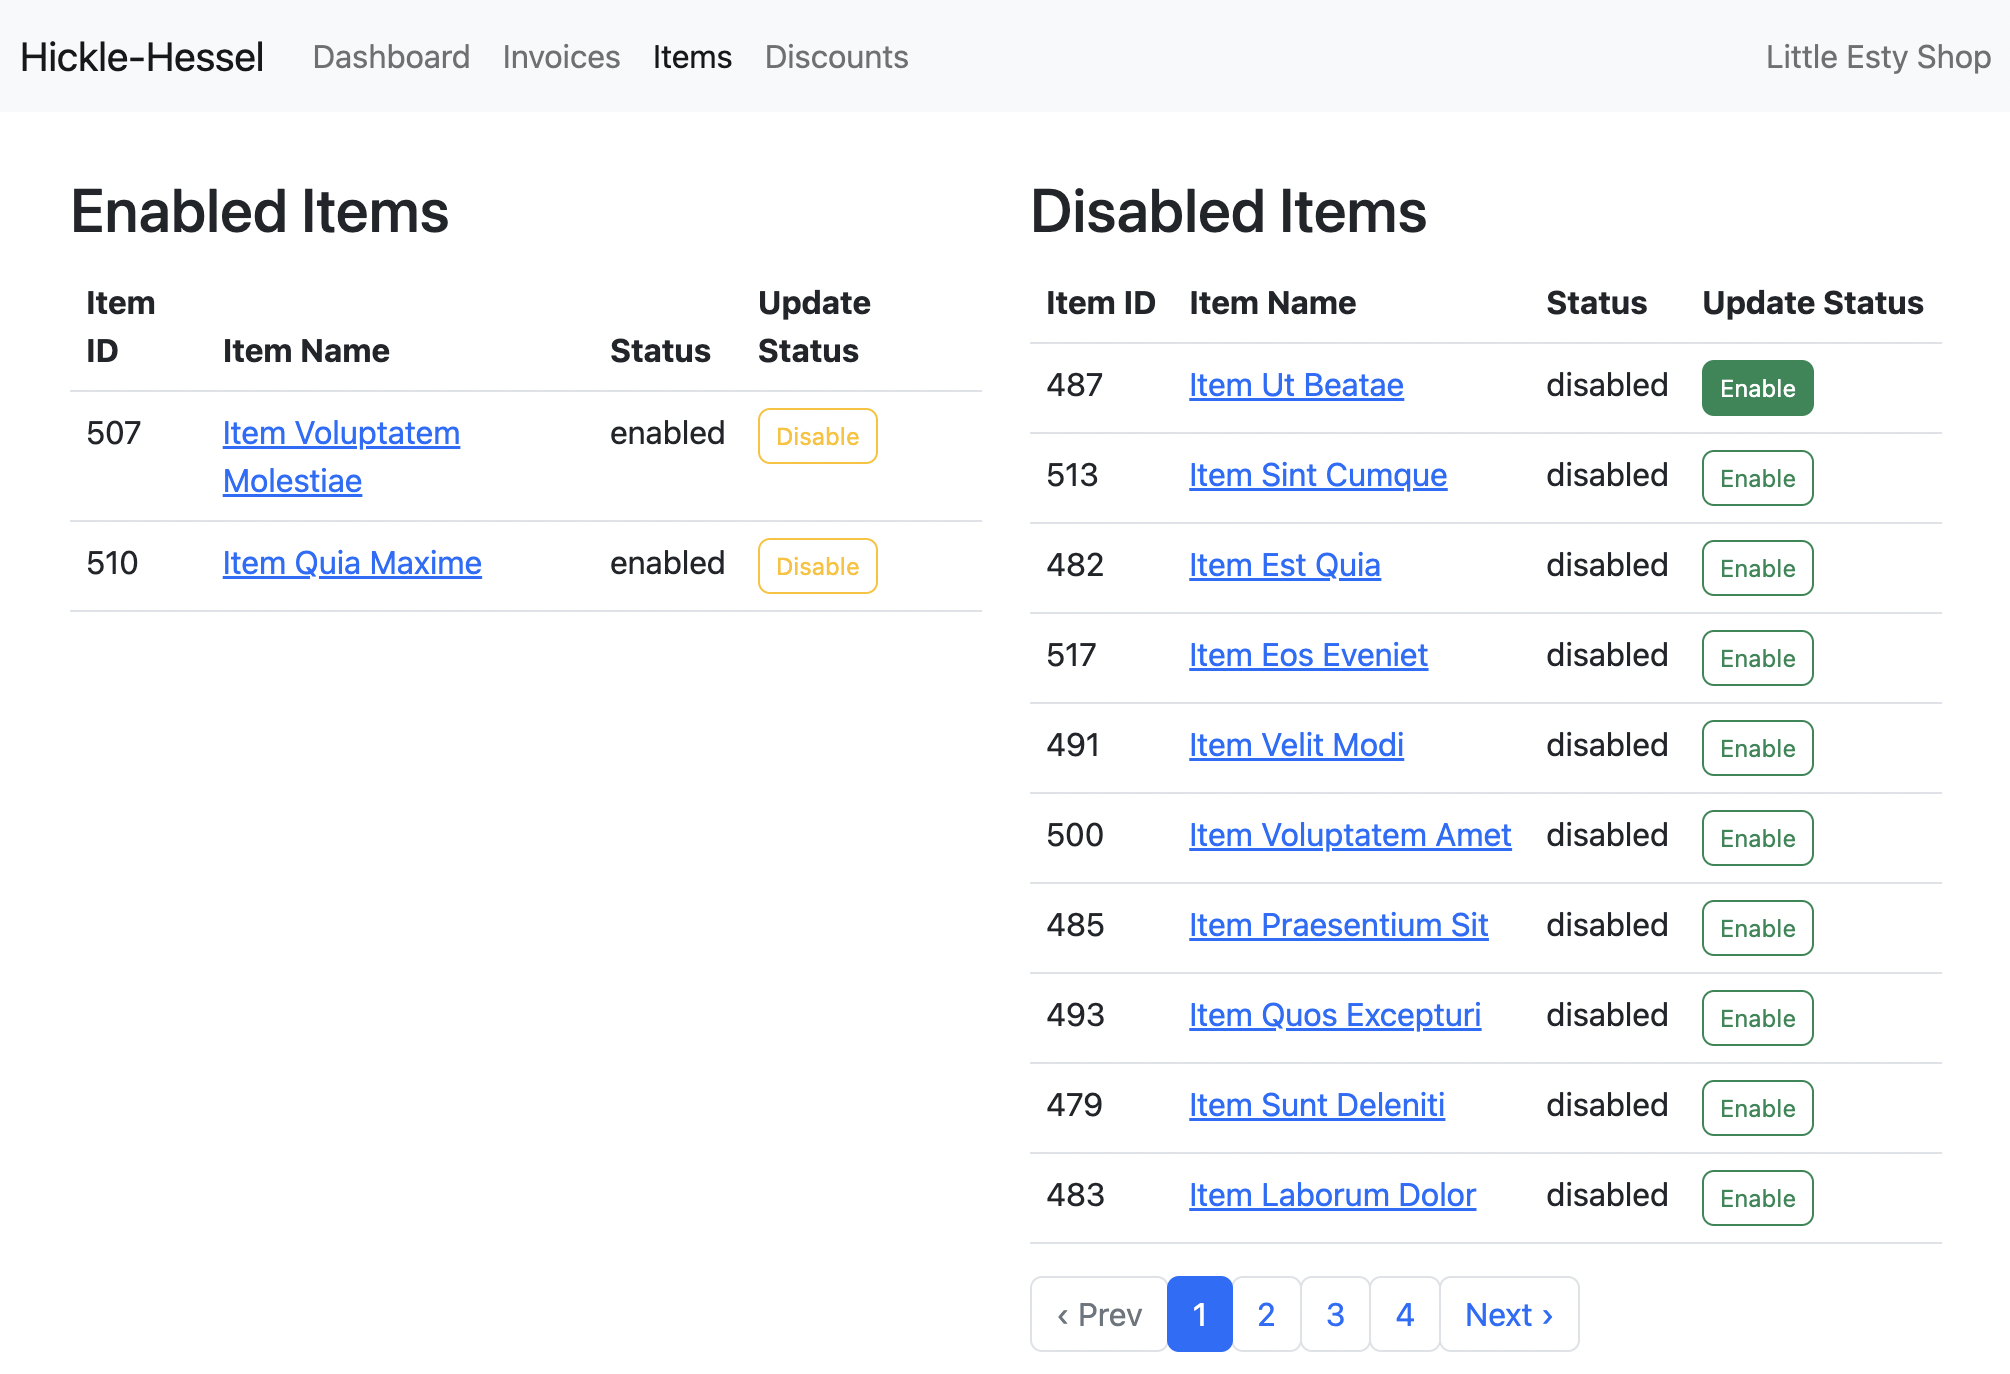 Hickle-Hessel Dashboard Invoices Items Discounts Little Esty Shop
Enabled Items
Item ID Item Name Status Update Status
507 Item Voluptatem Molestiae enabled Disable
510 Item Quia Maxime enabled Disable
Disabled Items
Item ID Item Name Status Update Status
487 Item Ut Beatae disabled Enable
513 Item Sint Cumque disabled Enable
482 Item Est Quia disabled Enable
517 Item Eos Eveniet disabled Enable
491 Item Velit Modi disabled Enable
500 Item Voluptatem Amet disabled Enable
485 Item Praesentium Sit disabled Enable
493 Item Quos Excepturi disabled Enable
479 Item Sunt Deleniti disabled Enable
483 Item Laborum Dolor disabled Enable
‹ Prev 1 2 3 4 Next ›